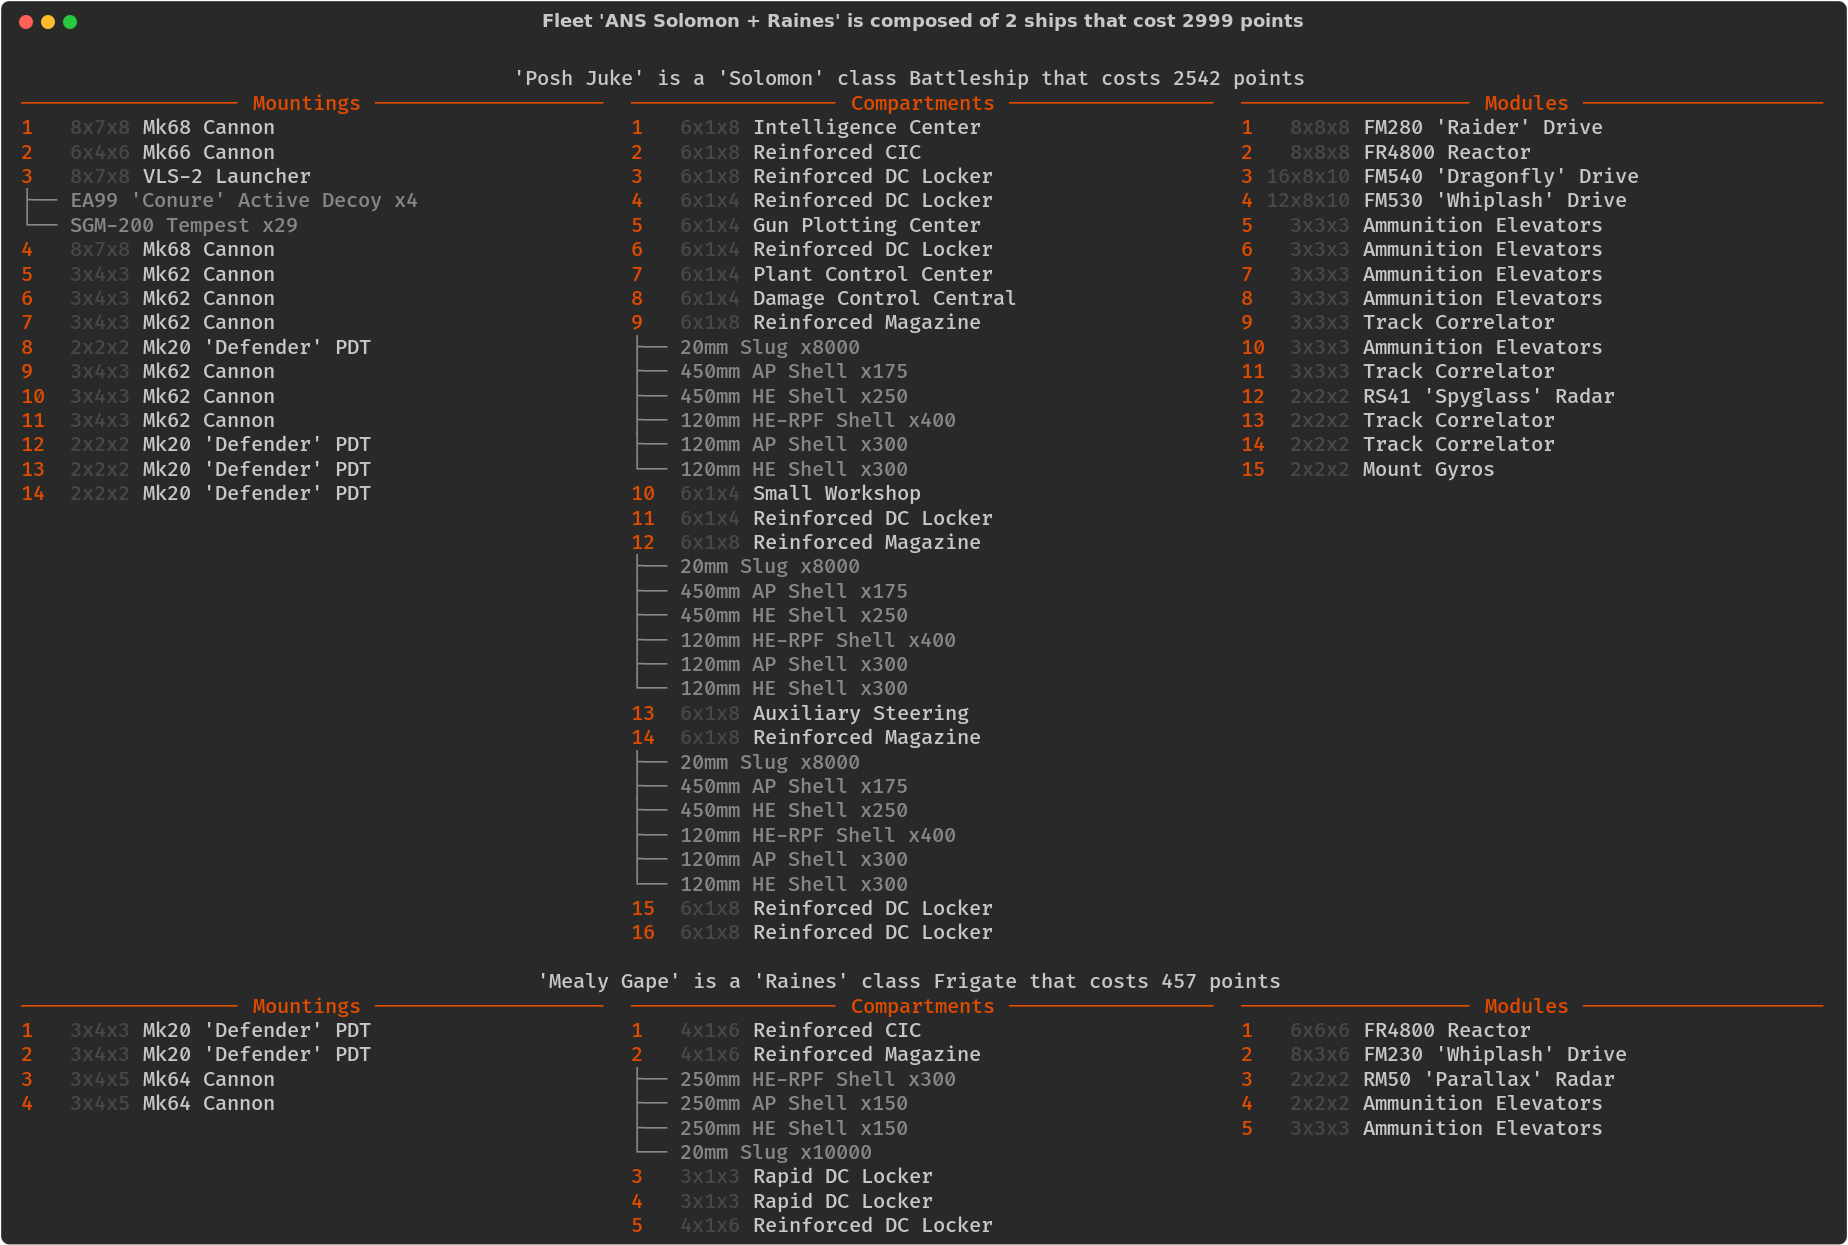 Fleet 'ANS Solomon + Raines' is composed of 2 ships that cost 2999 points
'Posh Juke' is a 'Solomon' class Battleship that costs 2542 points
Mountings
1 8x7x8 Mk68 Cannon
2 6x4x6 Mk66 Cannon
3 8x7x8 VLS-2 Launcher
EA99 'Conure' Active Decoy x4
SGM-200 Tempest x29
4 8x7x8 Mk68 Cannon
5 3x4x3 Mk62 Cannon
6 3x4x3 Mk62 Cannon
7 3x4x3 Mk62 Cannon
8 2x2x2 Mk20 'Defender' PDT
9 3x4x3 Mk62 Cannon
10 3x4x3 Mk62 Cannon
11 3x4x3 Mk62 Cannon
12 2x2x2 Mk20 'Defender' PDT
13 2x2x2 Mk20 'Defender' PDT
14 2x2x2 Mk20 'Defender' PDT
Compartments
1 6x1x8 Intelligence Center
2 6x1x8 Reinforced CIC
3 6x1x8 Reinforced DC Locker
4 6x1x4 Reinforced DC Locker
5 6x1x4 Gun Plotting Center
6 6x1x4 Reinforced DC Locker
7 6x1x4 Plant Control Center
8 6x1x4 Damage Control Central
9 6x1x8 Reinforced Magazine
20mm Slug x8000
450mm AP Shell x175
450mm HE Shell x250
120mm HE-RPF Shell x400
120mm AP Shell x300
120mm HE Shell x300
10 6x1x4 Small Workshop
11 6x1x4 Reinforced DC Locker
12 6x1x8 Reinforced Magazine
20mm Slug x8000
450mm AP Shell x175
450mm HE Shell x250
120mm HE-RPF Shell x400
120mm AP Shell x300
120mm HE Shell x300
13 6x1x8 Auxiliary Steering
14 6x1x8 Reinforced Magazine
20mm Slug x8000
450mm AP Shell x175
450mm HE Shell x250
120mm HE-RPF Shell x400
120mm AP Shell x300
120mm HE Shell x300
15 6x1x8 Reinforced DC Locker
16 6x1x8 Reinforced DC Locker
Modules
1 8x8x8 FM280 'Raider' Drive
2 8x8x8 FR4800 Reactor
3 16x8x10 FM540 'Dragonfly' Drive
4 12x8x10 FM530 'Whiplash' Drive
5 3x3x3 Ammunition Elevators
6 3x3x3 Ammunition Elevators
7 3x3x3 Ammunition Elevators
8 3x3x3 Ammunition Elevators
9 3x3x3 Track Correlator
10 3x3x3 Ammunition Elevators
11 3x3x3 Track Correlator
12 2x2x2 RS41 'Spyglass' Radar
13 2x2x2 Track Correlator
14 2x2x2 Track Correlator
15 2x2x2 Mount Gyros
'Mealy Gape' is a 'Raines' class Frigate that costs 457 points
Mountings
1 3x4x3 Mk20 'Defender' PDT
2 3x4x3 Mk20 'Defender' PDT
3 3x4x5 Mk64 Cannon
4 3x4x5 Mk64 Cannon
Compartments
1 4x1x6 Reinforced CIC
2 4x1x6 Reinforced Magazine
250mm HE-RPF Shell x300
250mm AP Shell x150
250mm HE Shell x150
20mm Slug x10000
3 3x1x3 Rapid DC Locker
4 3x1x3 Rapid DC Locker
5 4x1x6 Reinforced DC Locker
Modules
1 6x6x6 FR4800 Reactor
2 8x3x6 FM230 'Whiplash' Drive
3 2x2x2 RM50 'Parallax' Radar
4 2x2x2 Ammunition Elevators
5 3x3x3 Ammunition Elevators